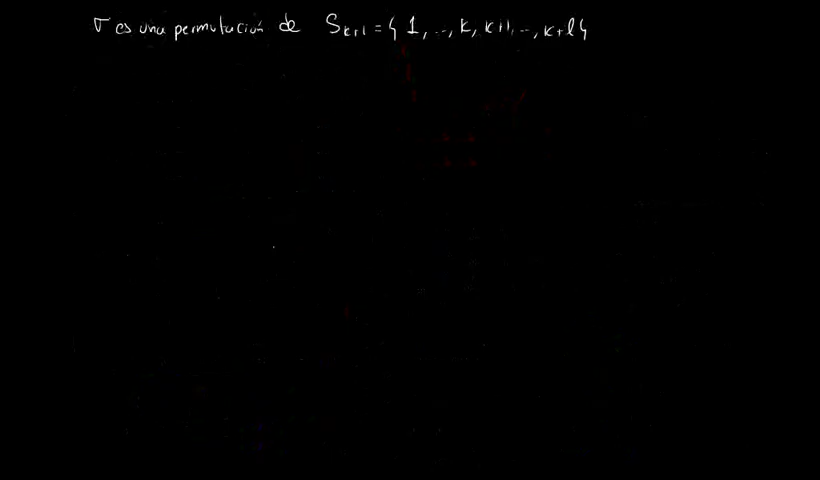 σ es una permutación de S_{k+l} = { 1, .., k, k+1, .., k+l }